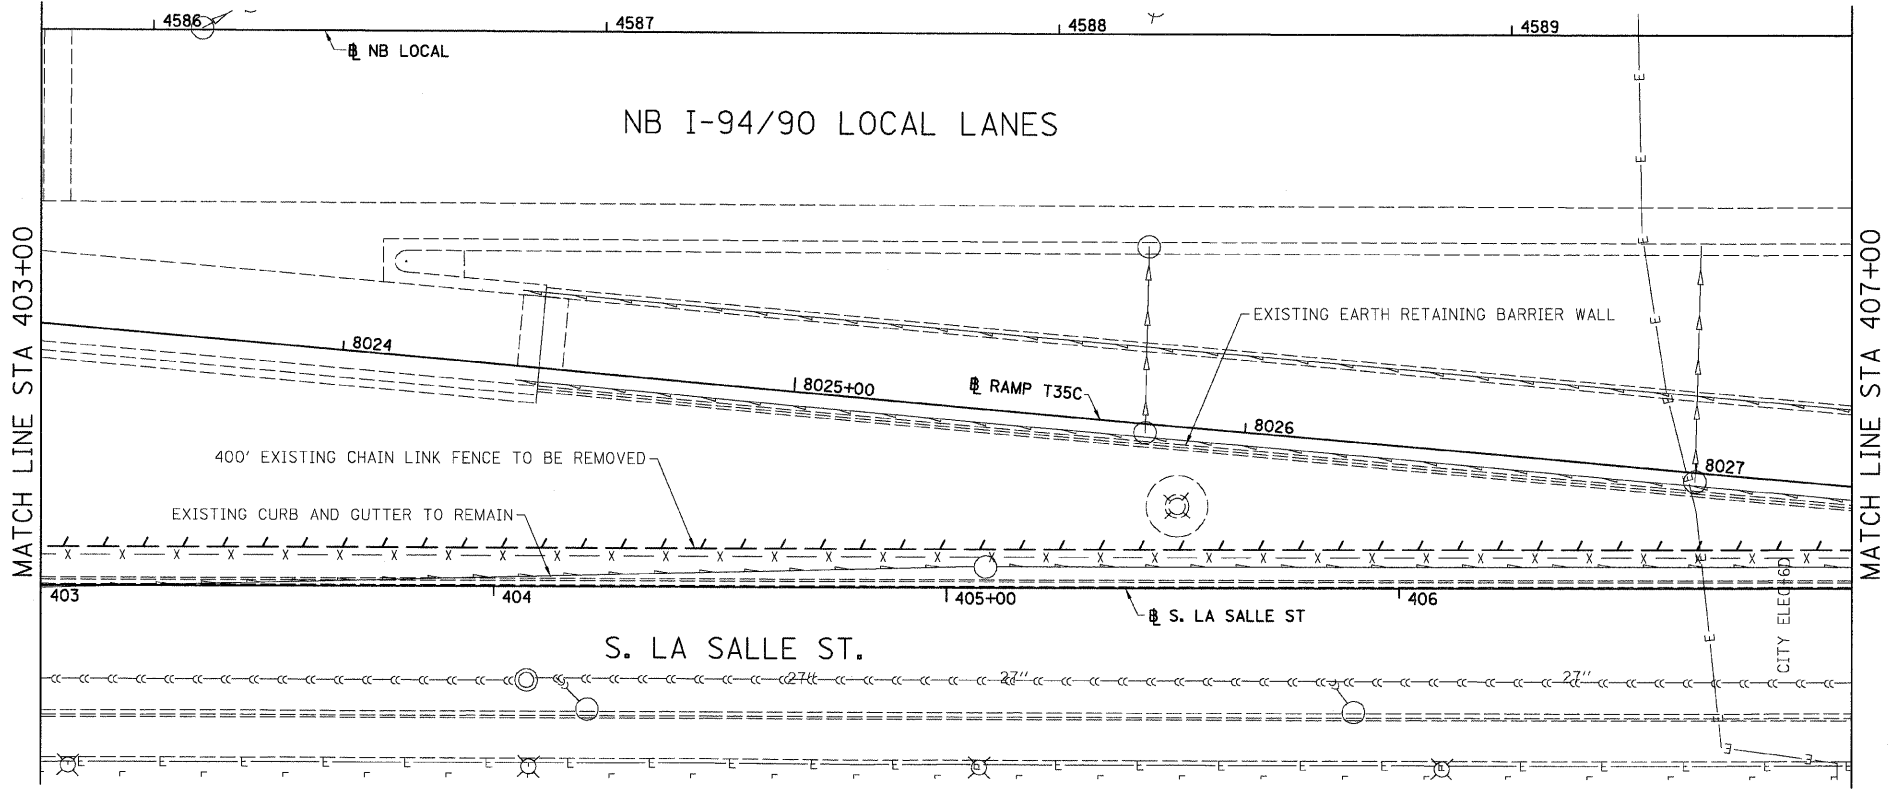 4586
4587
4588
4589
℄ NB LOCAL
NB I-94/90 LOCAL LANES
MATCH LINE STA 403+00
MATCH LINE STA 407+00
EXISTING EARTH RETAINING BARRIER WALL
8024
8025+00
℄ RAMP T35C
8026
8027
400' EXISTING CHAIN LINK FENCE TO BE REMOVED
EXISTING CURB AND GUTTER TO REMAIN
403
404
405+00
406
℄ S. LA SALLE ST
S. LA SALLE ST.
CITY ELEC
27"
27"
27"